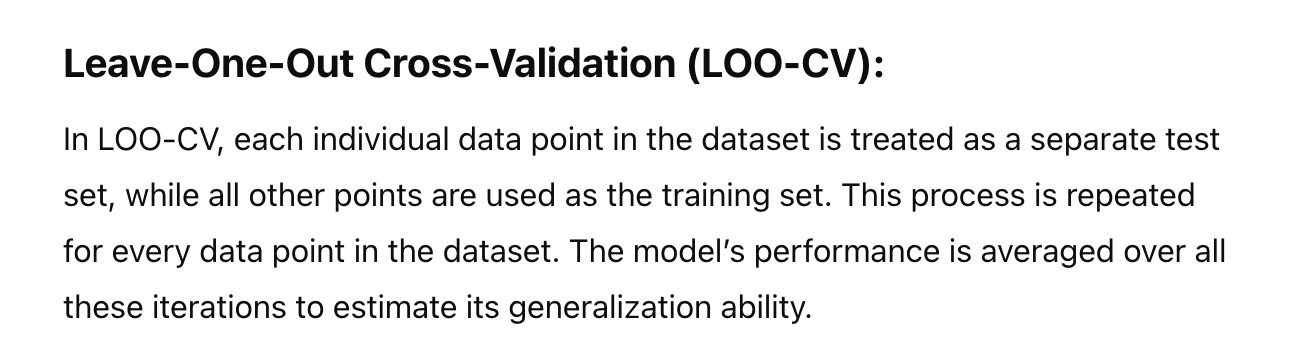 Leave-One-Out Cross-Validation (LOO-CV):
In LOO-CV, each individual data point in the dataset is treated as a separate test
set, while all other points are used as the training set. This process is repeated
for every data point in the dataset. The model’s performance is averaged over all
these iterations to estimate its generalization ability.